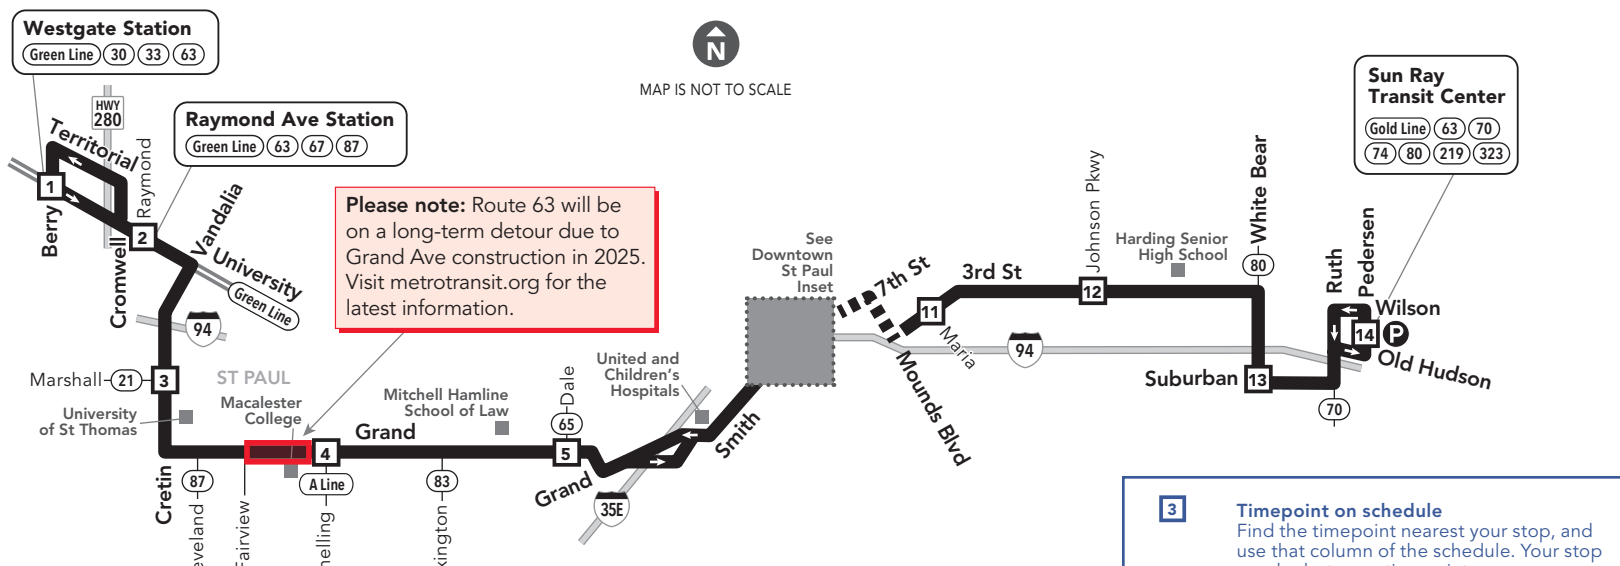 Westgate Station
Green Line 30 33 63
HWY
280
Raymond Ave Station
Green Line 63 67 87
N
MAP IS NOT TO SCALE
Sun Ray
Transit Center
Gold Line 63 70
74 80 219 323
Territorial
Raymond
1
2
Berry
Cromwell
Vandalia
University
Green Line
94
Please note: Route 63 will be
on a long-term detour due to
Grand Ave construction in 2025.
Visit metrotransit.org for the
latest information.
See
Downtown
St Paul
Inset
7th St
11
Maria
3rd St
Johnson Pkwy
12
Harding Senior
High School
White Bear
80
Ruth
Pedersen
Wilson
14
P
Old Hudson
94
Mounds Blvd
Suburban
13
70
Marshall
21
3
ST PAUL
Macalester
College
University
of St Thomas
Mitchell Hamline
School of Law
United and
Children's
Hospitals
Dale
65
Grand
4
5
Smith
Grand
35E
Cretin
87
eveland
Fairview
A Line
nelling
83
xington
3
Timepoint on schedule
Find the timepoint nearest your stop, and
use that column of the schedule. Your stop